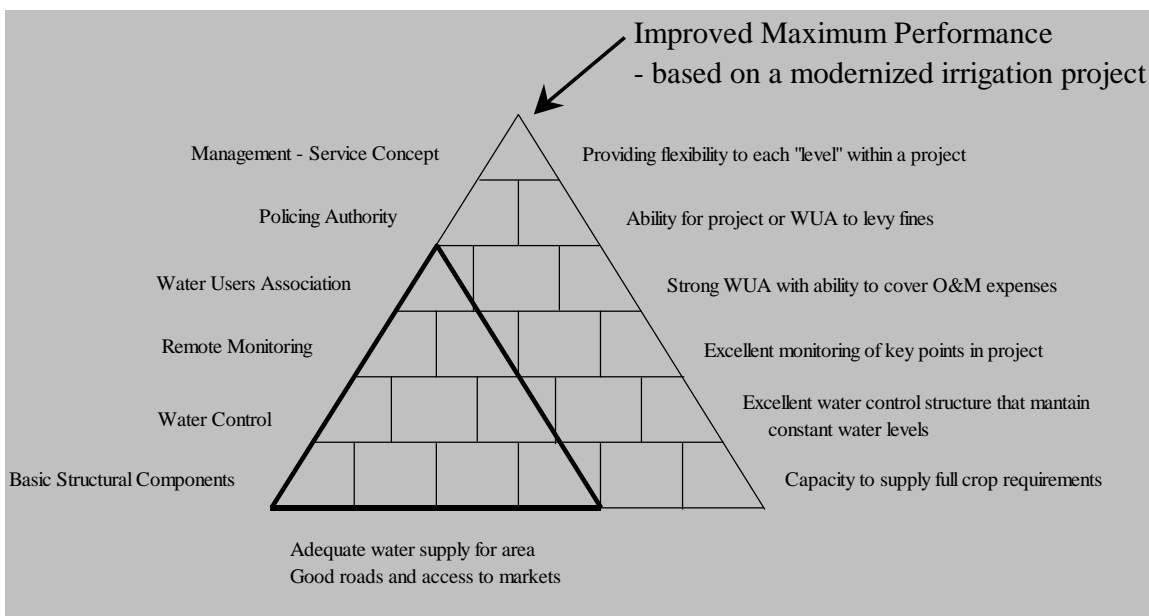 Improved Maximum Performance
- based on a modernized irrigation project
Management - Service Concept
Providing flexibility to each "level" within a project
Policing Authority
Ability for project or WUA to levy fines
Water Users Association
Strong WUA with ability to cover O&M expenses
Remote Monitoring
Excellent monitoring of key points in project
Water Control
Excellent water control structure that mantain
constant water levels
Basic Structural Components
Capacity to supply full crop requirements
Adequate water supply for area
Good roads and access to markets